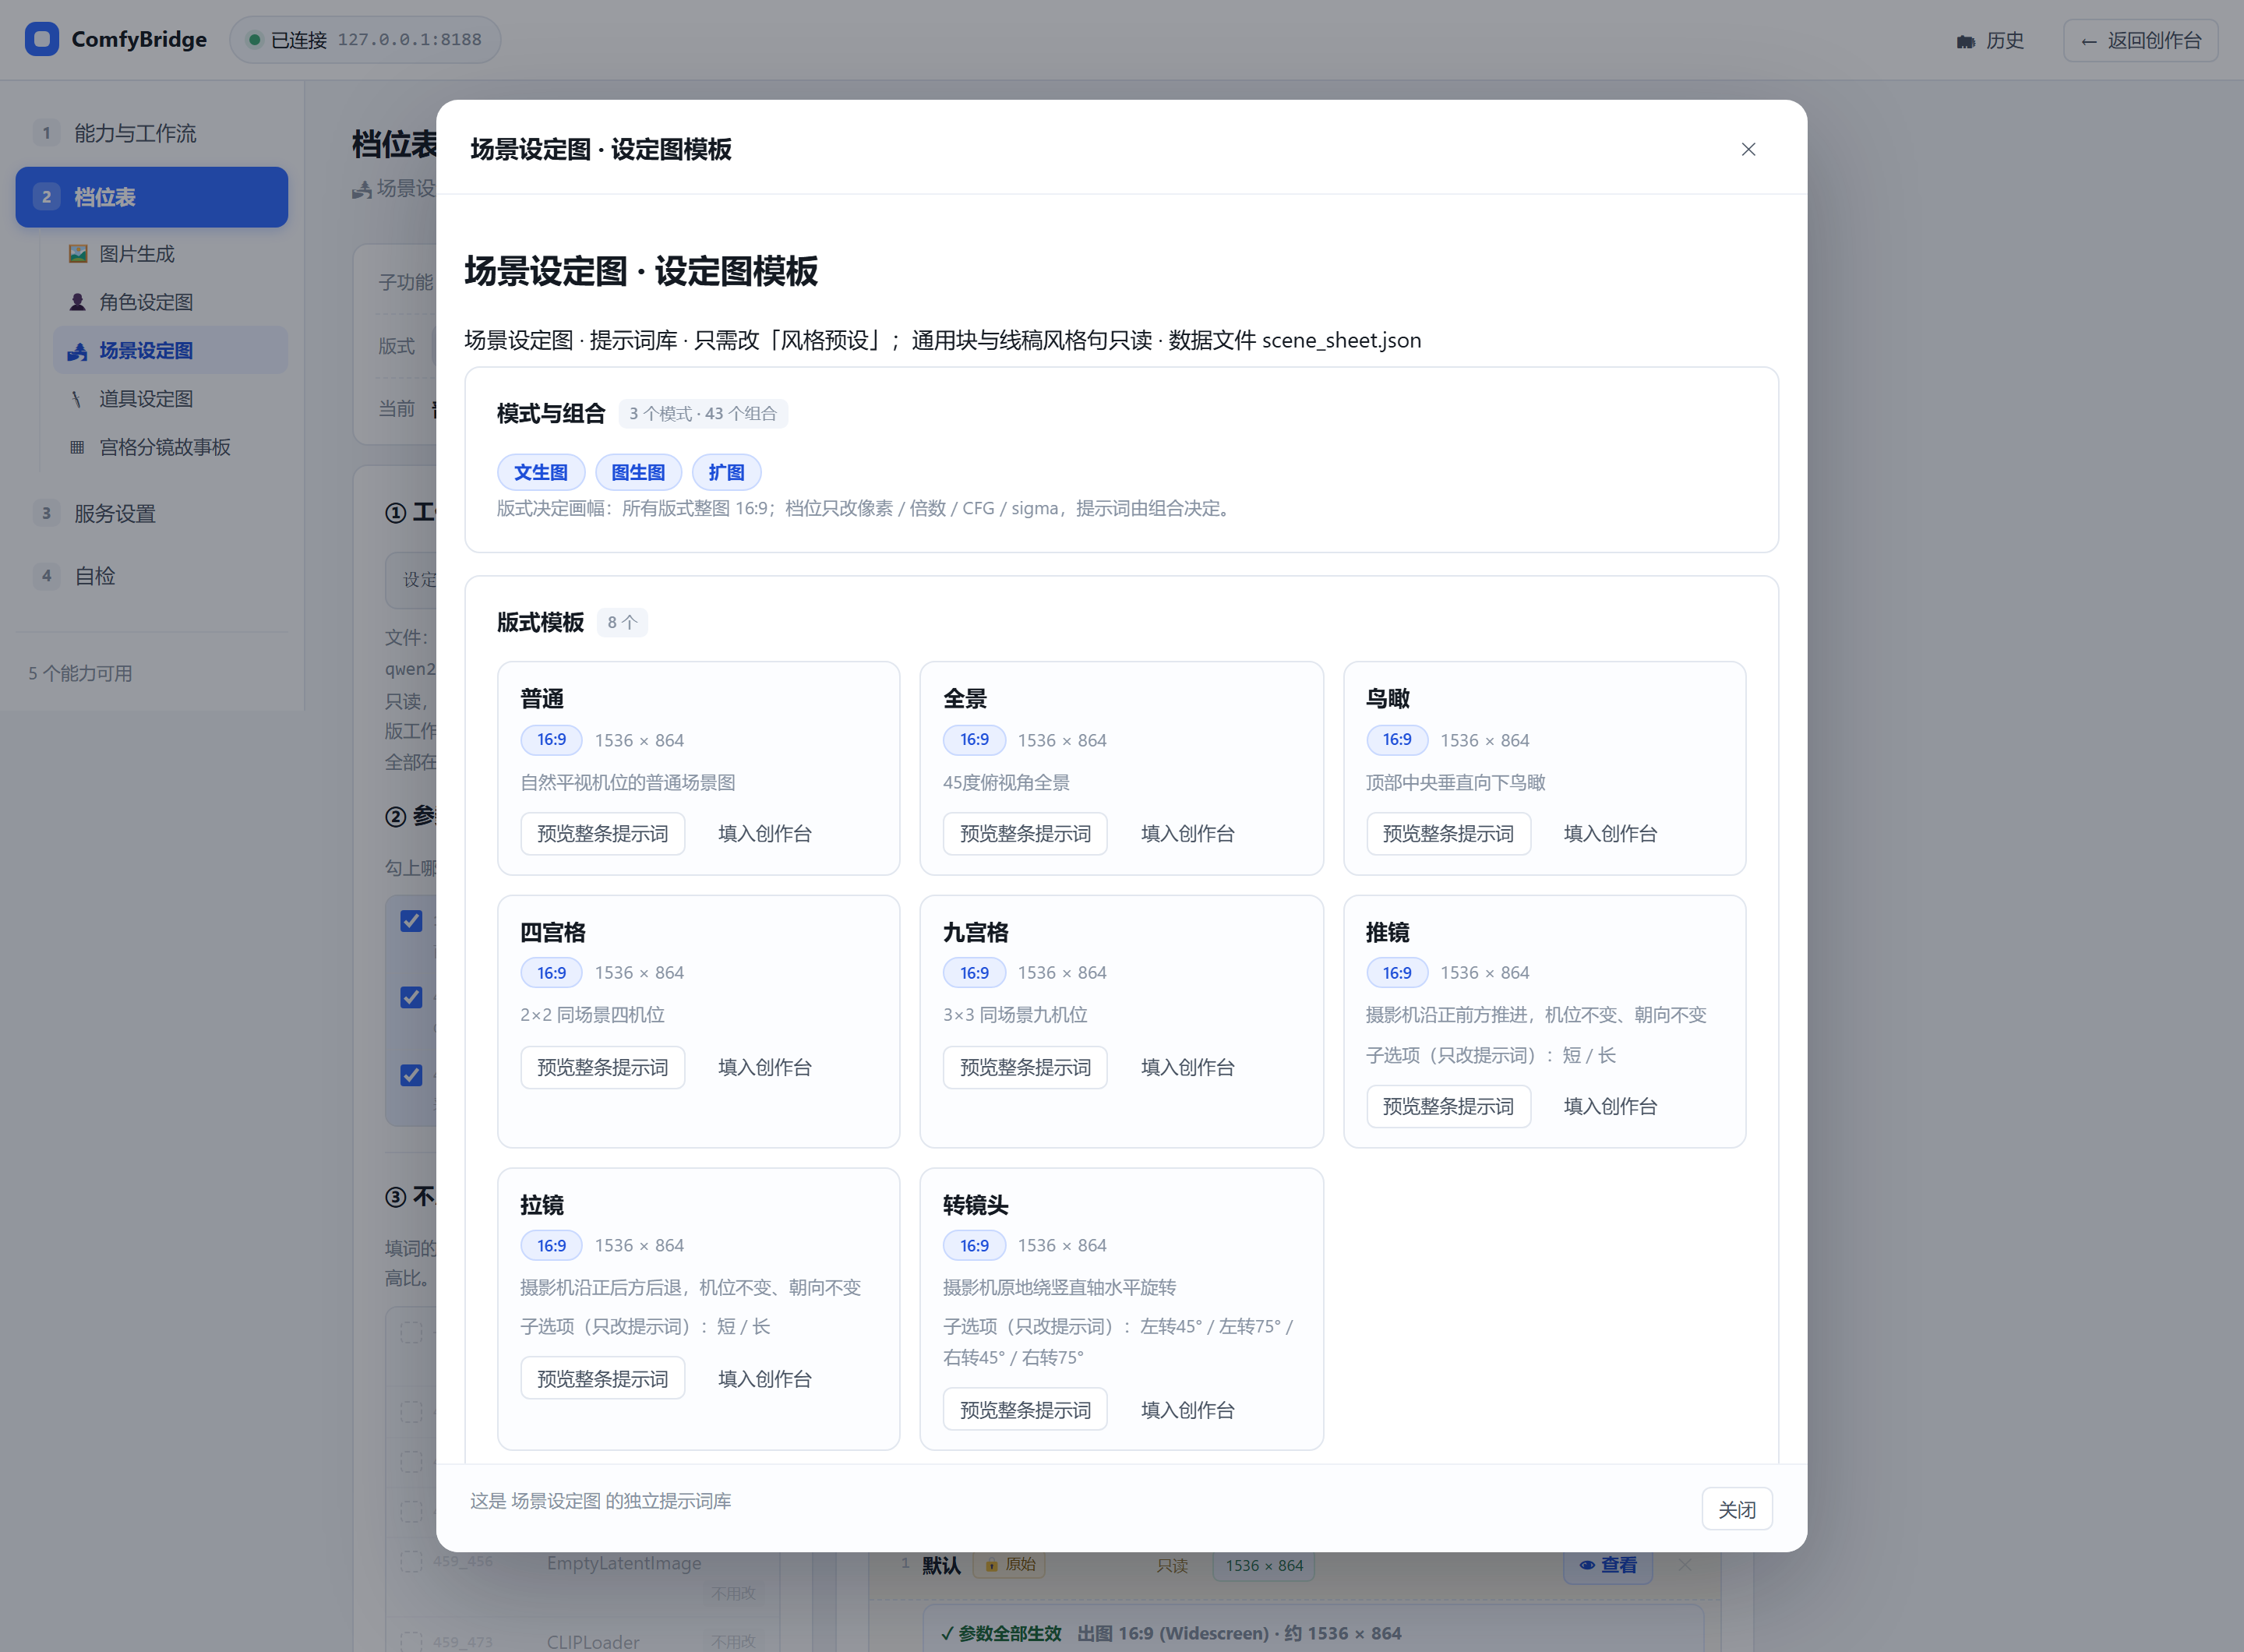 ComfyBridge
已连接 127.0.0.1:8188
历史
← 返回创作台
1 能力与工作流
2 档位表
图片生成
角色设定图
场景设定图
道具设定图
宫格分镜故事板
3 服务设置
4 自检
5 个能力可用
档位表
场景设
子功能
版式
当前
① 工
设定
文件：
qwen2
只读，
版工作
全部在
② 参
勾上哪
③ 不
填词的
高比。
场景设定图 · 设定图模板
×
场景设定图 · 设定图模板
场景设定图 · 提示词库 · 只需改「风格预设」；通用块与线稿风格句只读 · 数据文件 scene_sheet.json
模式与组合 3 个模式 · 43 个组合
文生图 图生图 扩图
版式决定画幅：所有版式整图 16:9；档位只改像素 / 倍数 / CFG / sigma，提示词由组合决定。
版式模板 8 个
普通
16:9 1536 × 864
自然平视机位的普通场景图
预览整条提示词 填入创作台
全景
16:9 1536 × 864
45度俯视角全景
预览整条提示词 填入创作台
鸟瞰
16:9 1536 × 864
顶部中央垂直向下鸟瞰
预览整条提示词 填入创作台
四宫格
16:9 1536 × 864
2×2 同场景四机位
预览整条提示词 填入创作台
九宫格
16:9 1536 × 864
3×3 同场景九机位
预览整条提示词 填入创作台
推镜
16:9 1536 × 864
摄影机沿正前方推进，机位不变、朝向不变
子选项（只改提示词）：短 / 长
预览整条提示词 填入创作台
拉镜
16:9 1536 × 864
摄影机沿正后方后退，机位不变、朝向不变
子选项（只改提示词）：短 / 长
预览整条提示词 填入创作台
转镜头
16:9 1536 × 864
摄影机原地绕竖直轴水平旋转
子选项（只改提示词）：左转45° / 左转75° /
右转45° / 右转75°
预览整条提示词 填入创作台
这是 场景设定图 的独立提示词库
关闭
459_456 EmptyLatentImage
不用改
459_473 CLIPLoader 不用改
1 默认 原始 只读 1536 × 864 查看 ×
✓ 参数全部生效 出图 16:9 (Widescreen) · 约 1536 × 864